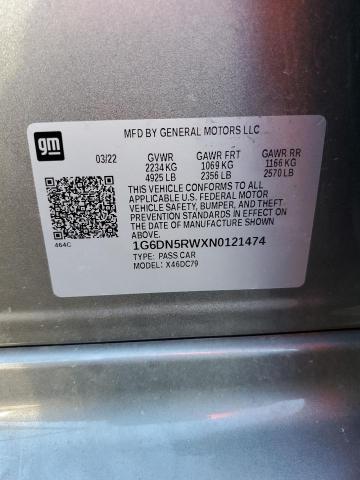 gm
MFD BY GENERAL MOTORS LLC
03/22 GVWR GAWR FRT GAWR RR
2234 KG 1069 KG 1166 KG
4925 LB 2356 LB 2570 LB
THIS VEHICLE CONFORMS TO ALL
APPLICABLE U.S. FEDERAL MOTOR
VEHICLE SAFETY, BUMPER, AND THEFT
PREVENTION STANDARDS IN EFFECT ON
THE DATE OF MANUFACTURE SHOWN ABOVE.
464C
1G6DN5RWXN0121474
TYPE: PASS CAR
MODEL: X46DC79